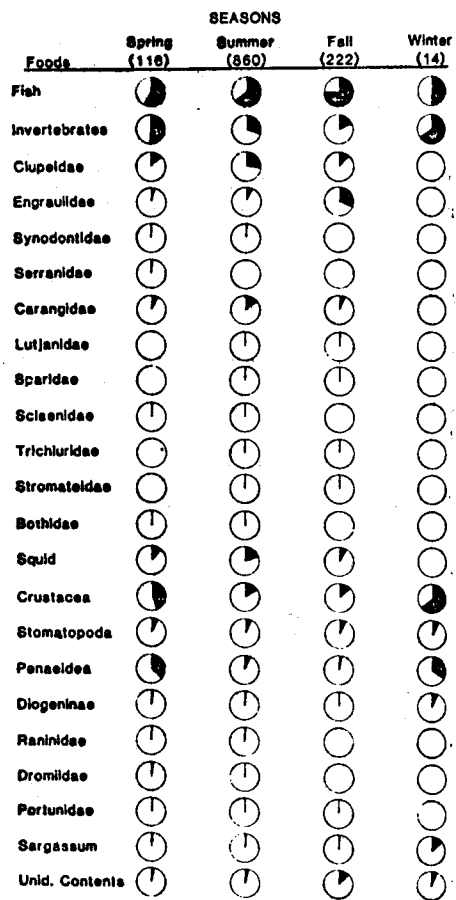 SEASONS
Spring Summer Fall Winter
Foods (116) (860) (222) (14)
Fish
Invertebrates
Clupeidae
Engraulidae
Synodontidae
Serranidae
Carangidae
Lutjanidae
Sparidae
Sciaenidae
Trichiuridae
Stromateidae
Bothidae
Squid
Crustacea
Stomatopoda
Penaeidea
Diogeninae
Raninidae
Dromiidae
Portunidae
Sargassum
Unid. Contents